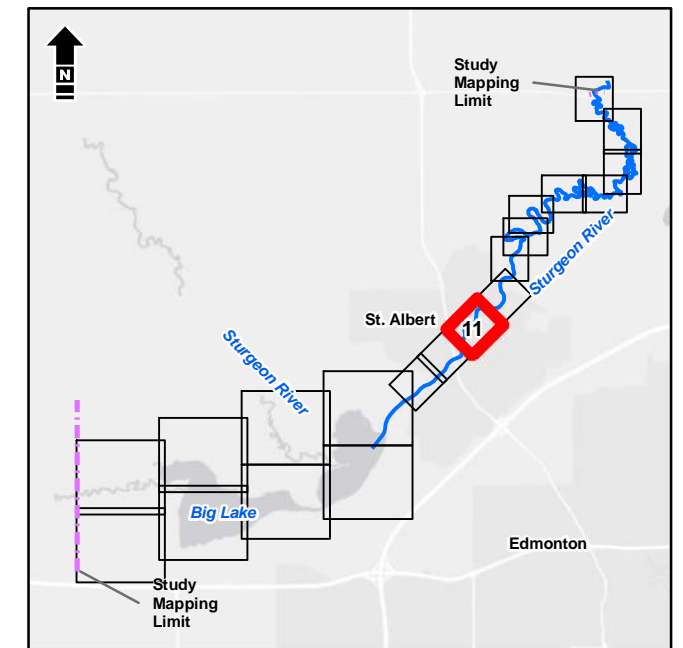 N
Study
Mapping
Limit
Sturgeon River
St. Albert
11
Sturgeon River
Big Lake
Edmonton
Study
Mapping
Limit